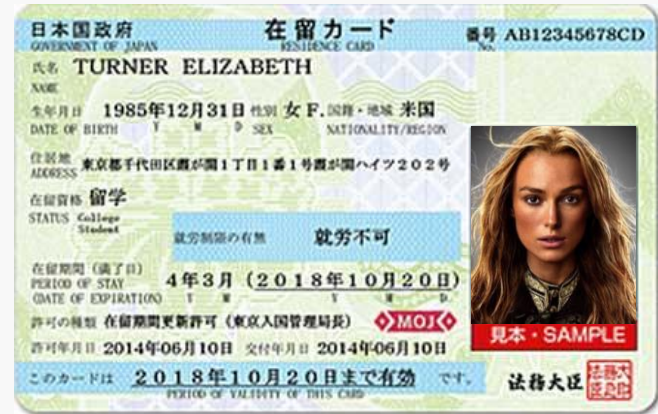 日本国政府 在留カード 番号 AB12345678CD
GOVERNMENT OF JAPAN RESIDENCE CARD No.
氏名 TURNER ELIZABETH
NAME
生年月日 1985年12月31日 性別 女 F. 国籍・地域 米国
DATE OF BIRTH Y M D SEX NATIONALITY/REGION
住居地 東京都千代田区霞が関1丁目1番1号霞が関ハイツ202号
ADDRESS
在留資格 留学
STATUS College
Student
就労制限の有無 就労不可
在留期間(満了日) 4年3月(2018年10月20日)
PERIOD OF STAY
(DATE OF EXPIRATION) Y M Y M D
許可の種類 在留期間更新許可(東京入国管理局長) MOJ
見本・SAMPLE
許可年月日 2014年06月10日 交付年月日 2014年06月10日
このカードは 2018年10月20日まで有効 です。
PERIOD OF VALIDITY OF THIS CARD
法務大臣